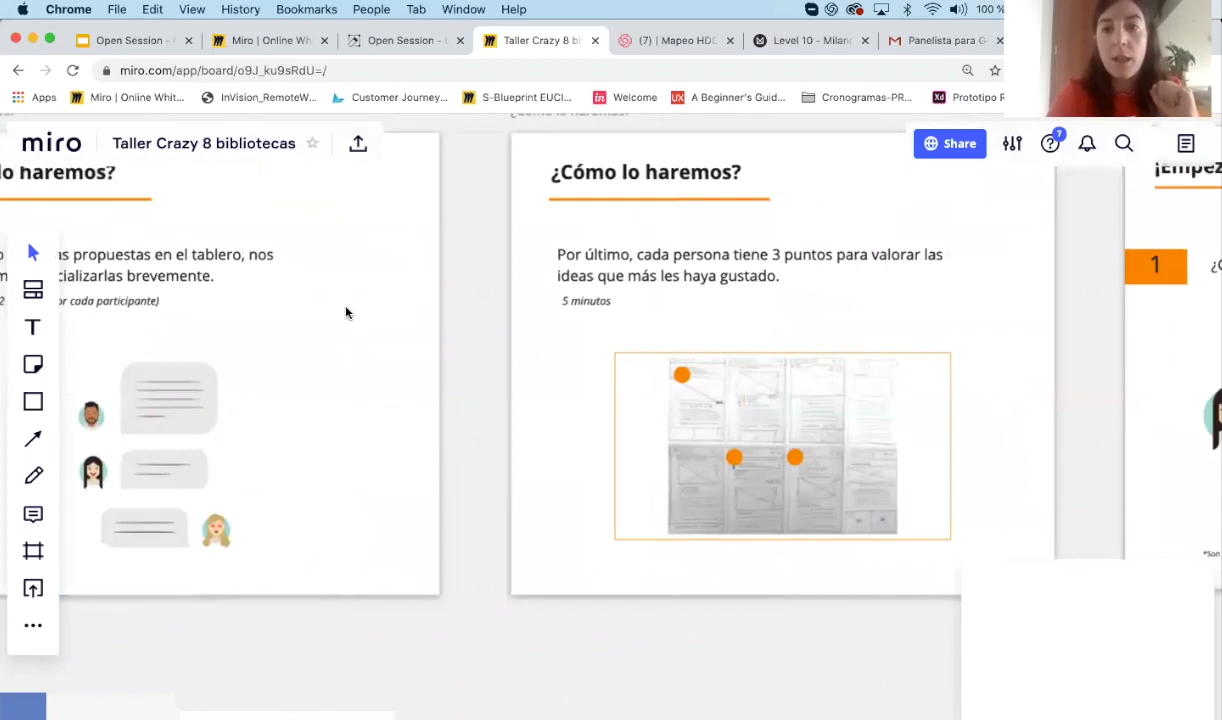 Chrome File Edit View History Bookmarks People Tab Window Help 100 %
Open Session - Miro | Online Wh Open Session - Taller Crazy 8 bi (7) | Mapeo HDC Level 10 - Milan Panelista para G
miro.com/app/board/o9J_ku9sRdU=/
Apps Miro | Online Whit... InVision_RemoteW... Customer Journey... S-Blueprint EUCI... Welcome A Beginner's Guid... Cronogramas-PR... Prototipo R
miro Taller Crazy 8 bibliotecas Share 7
lo haremos?
as propuestas en el tablero, nos
cializarlas brevemente.
or cada participante)
¿Cómo lo haremos?
Por último, cada persona tiene 3 puntos para valorar las
ideas que más les haya gustado.
5 minutos
¡Empez
1
*Son